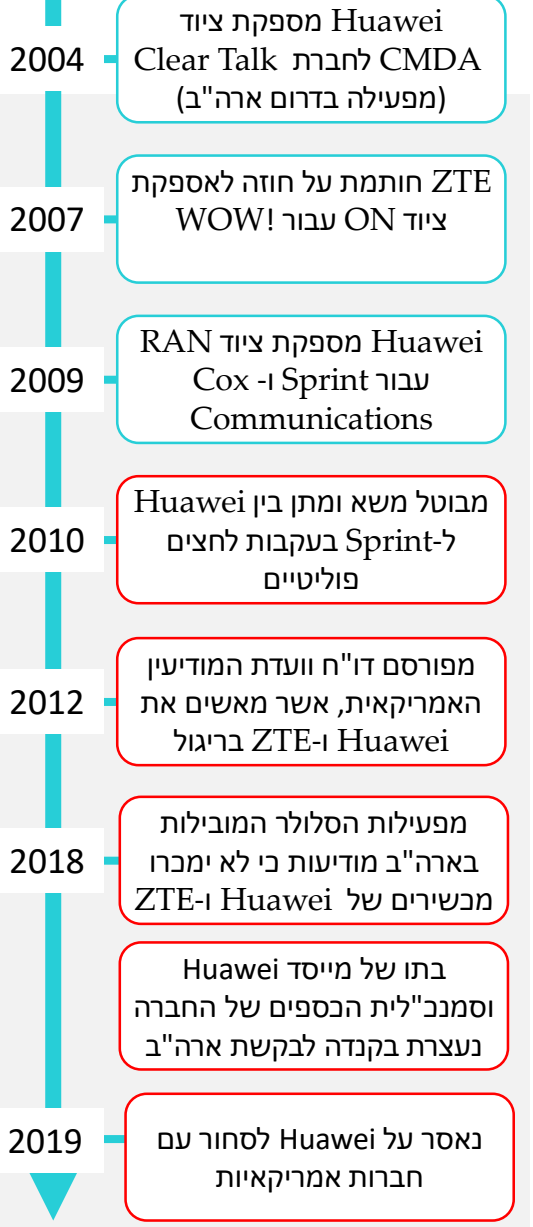 2004
Huawei מספקת ציוד
CMDA לחברת Clear Talk
(מפעילה בדרום ארה"ב)
2007
ZTE חותמת על חוזה לאספקת
ציוד ON עבור WOW!
2009
Huawei מספקת ציוד RAN
עבור Sprint ו- Cox
Communications
2010
מבוטל משא ומתן בין Huawei
ל-Sprint בעקבות לחצים
פוליטיים
2012
מפורסם דו"ח וועדת המודיעין
האמריקאית, אשר מאשים את
Huawei ו-ZTE בריגול
2018
מפעילות הסלולר המובילות
בארה"ב מודיעות כי לא ימכרו
מכשירים של Huawei ו-ZTE
בתו של מייסד Huawei
וסמנכ"לית הכספים של החברה
נעצרת בקנדה לבקשת ארה"ב
2019
נאסר על Huawei לסחור עם
חברות אמריקאיות